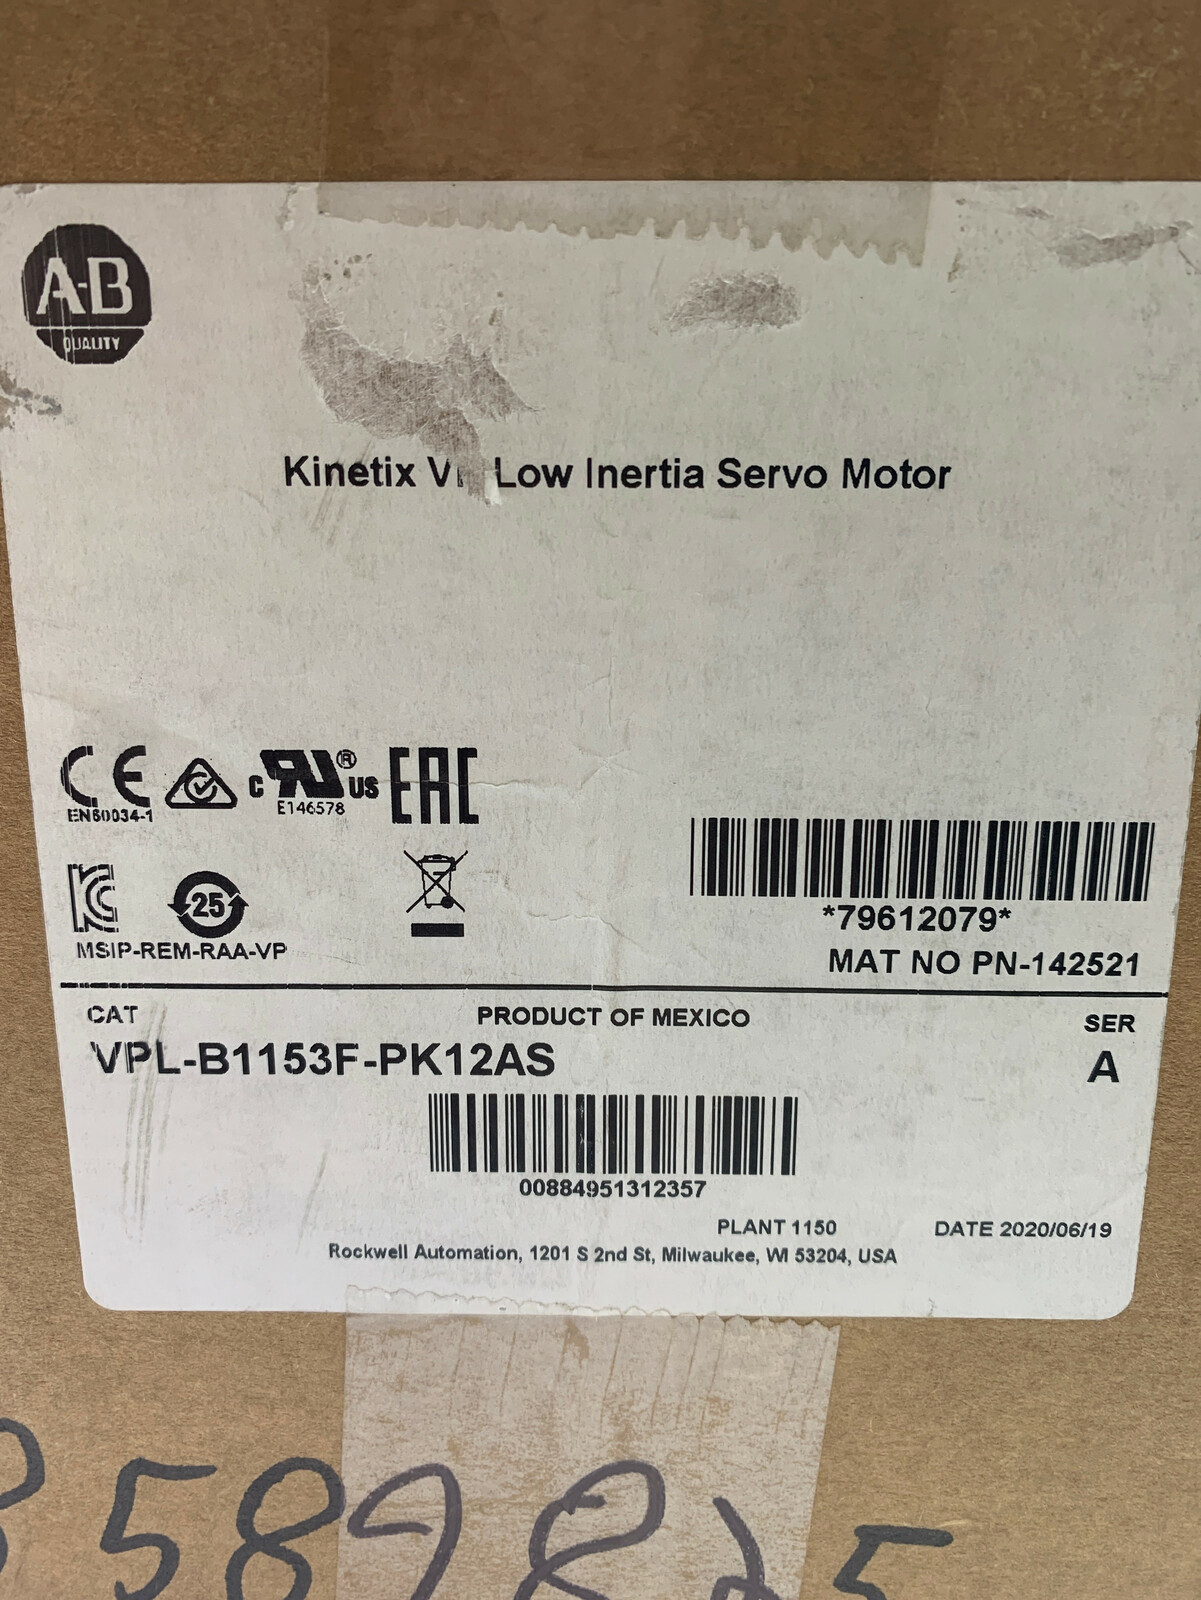 A-B
QUALITY
Kinetix Low Inertia Servo Motor
CE
EN60034-1
c RU® US
E146578
EAC
25
MSIP-REM-RAA-VP
*79612079*
MAT NO PN-142521
CAT
PRODUCT OF MEXICO
SER
VPL-B1153F-PK12AS
A
00884951312357
PLANT 1150
DATE 2020/06/19
Rockwell Automation, 1201 S 2nd St, Milwaukee, WI 53204, USA